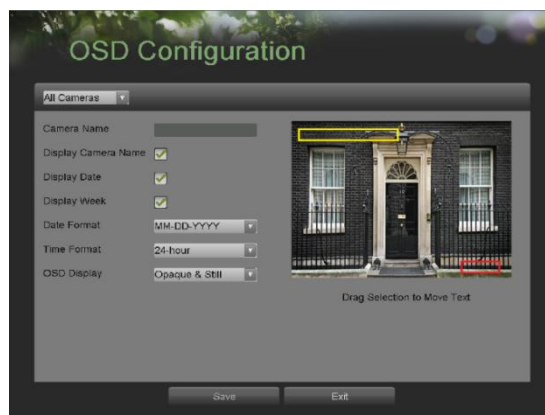 OSD Configuration
All Cameras
Camera Name
Display Camera Name
Display Date
Display Week
Date Format MM-DD-YYYY
Time Format 24-hour
OSD Display Opaque & Still
Drag Selection to Move Text
Save Exit